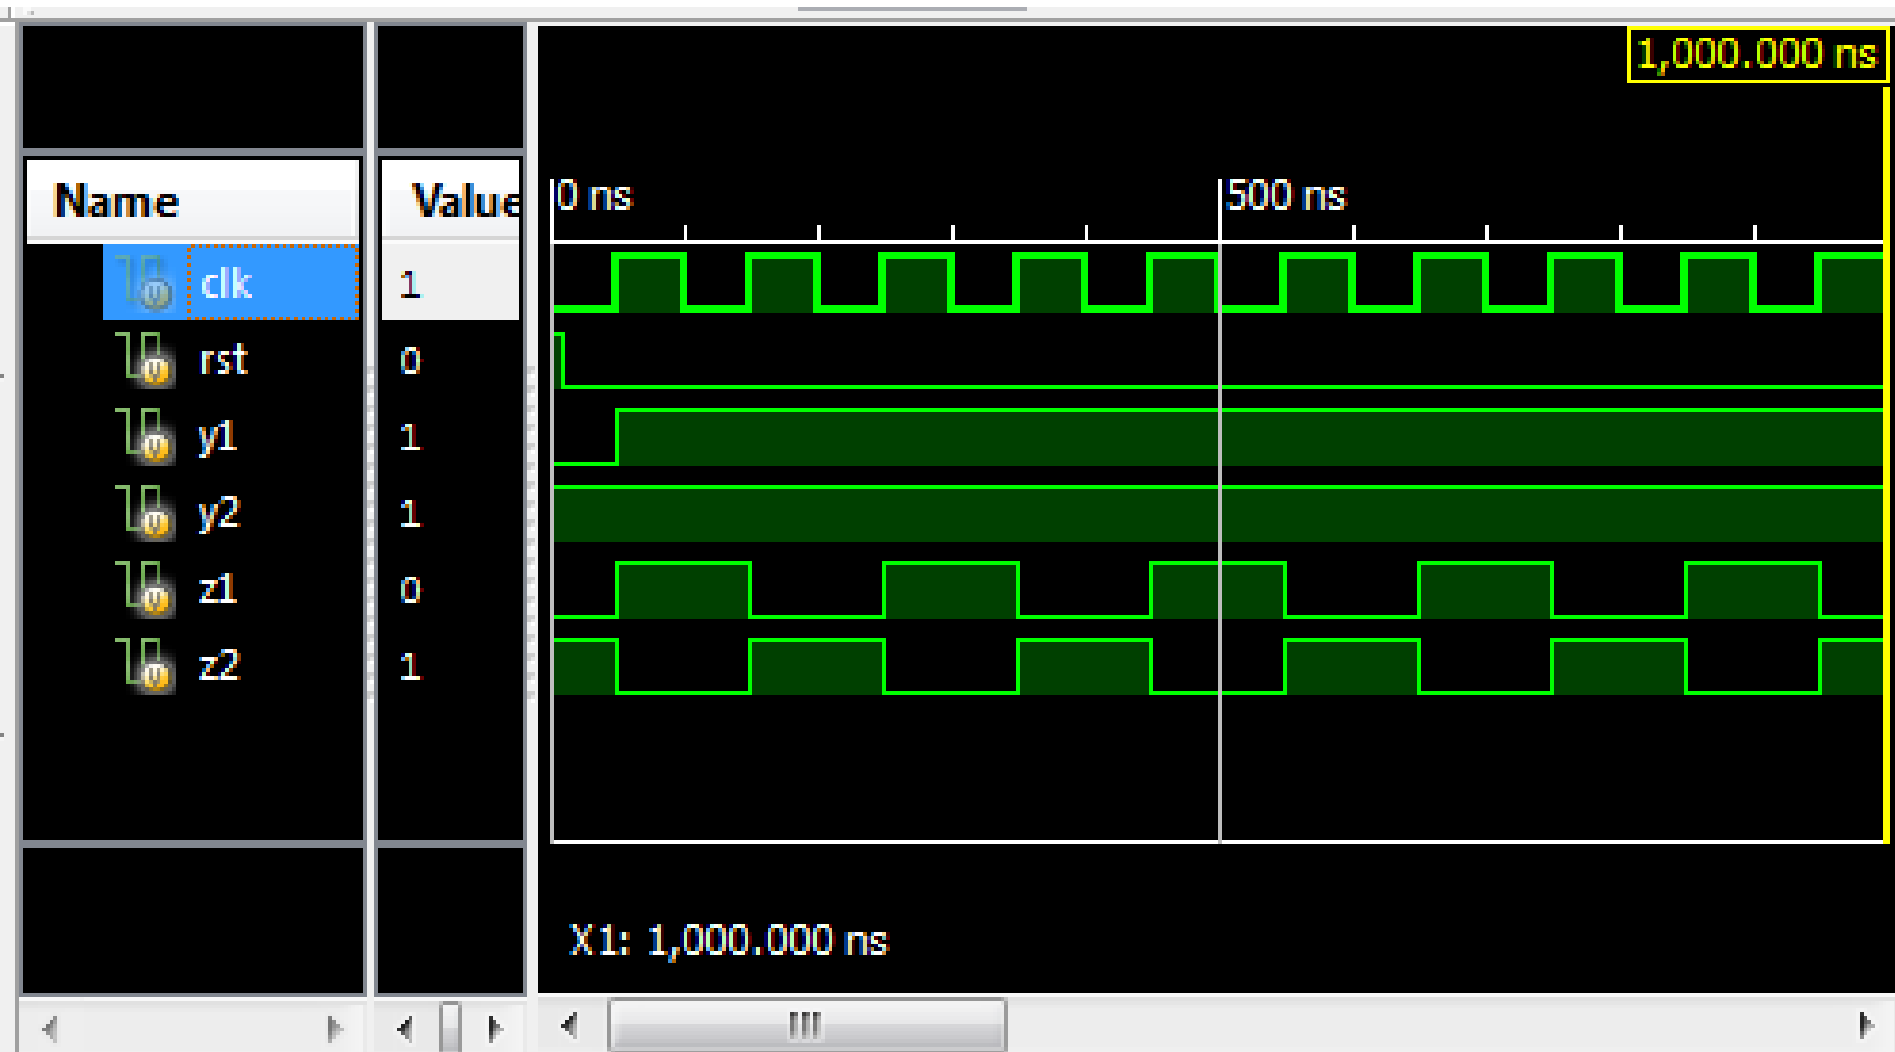 1,000.000 ns
Name Value 0 ns 500 ns
clk 1
rst 0
y1 1
y2 1
z1 0
z2 1
X1: 1,000.000 ns